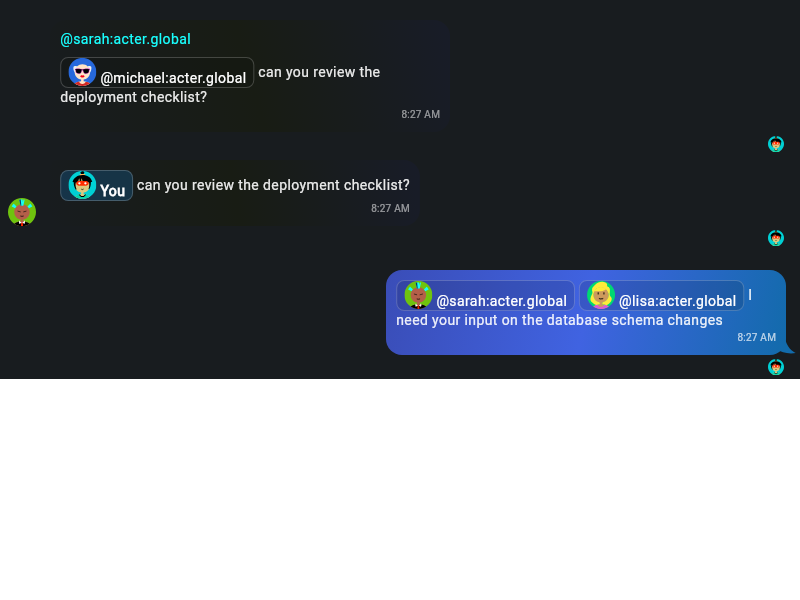 @sarah:acter.global
@michael:acter.global can you review the
deployment checklist?
8:27 AM
You can you review the deployment checklist?
8:27 AM
@sarah:acter.global @lisa:acter.global I
need your input on the database schema changes
8:27 AM